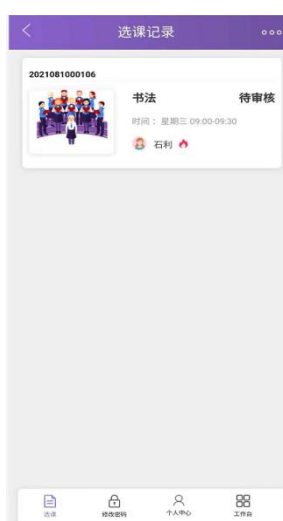 选课记录
2021081000106
书法 待审核
时间： 星期三 09:00-09:30
石利
选课 修改密码 个人中心 工作台